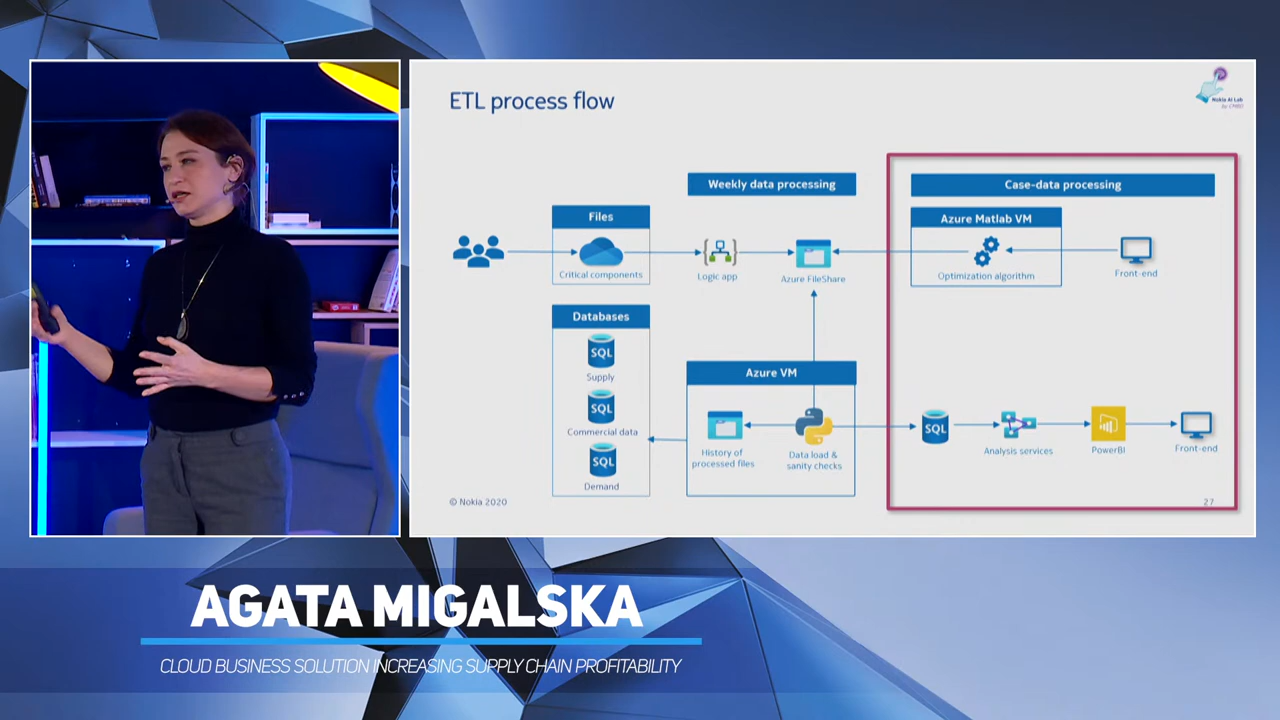 ETL process flow
Nokia AI Lab
Weekly data processing
Case-data processing
Files
Critical components
Logic app
Azure FileShare
Azure Matlab VM
Optimization algorithm
Front-end
Databases
SQL
Supply
SQL
Commercial data
SQL
Demand
Azure VM
History of
processed files
Data load &
sanity checks
SQL
Analysis services
PowerBI
Front-end
© Nokia 2020
27
AGATA MIGALSKA
CLOUD BUSINESS SOLUTION INCREASING SUPPLY CHAIN PROFITABILITY